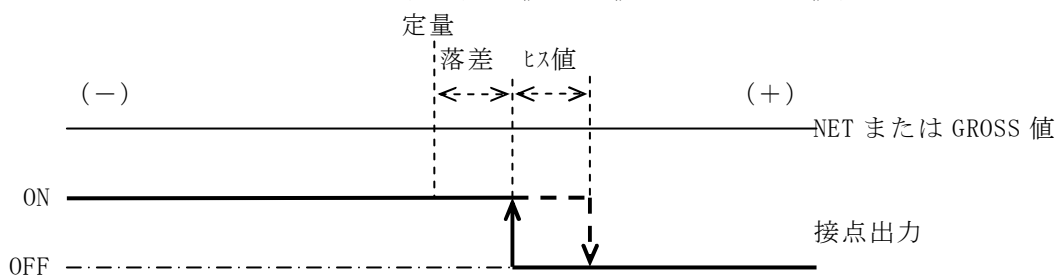 定量
落差 ﾋｽ値
(－) (＋)
NET または GROSS 値
ON
接点出力
OFF